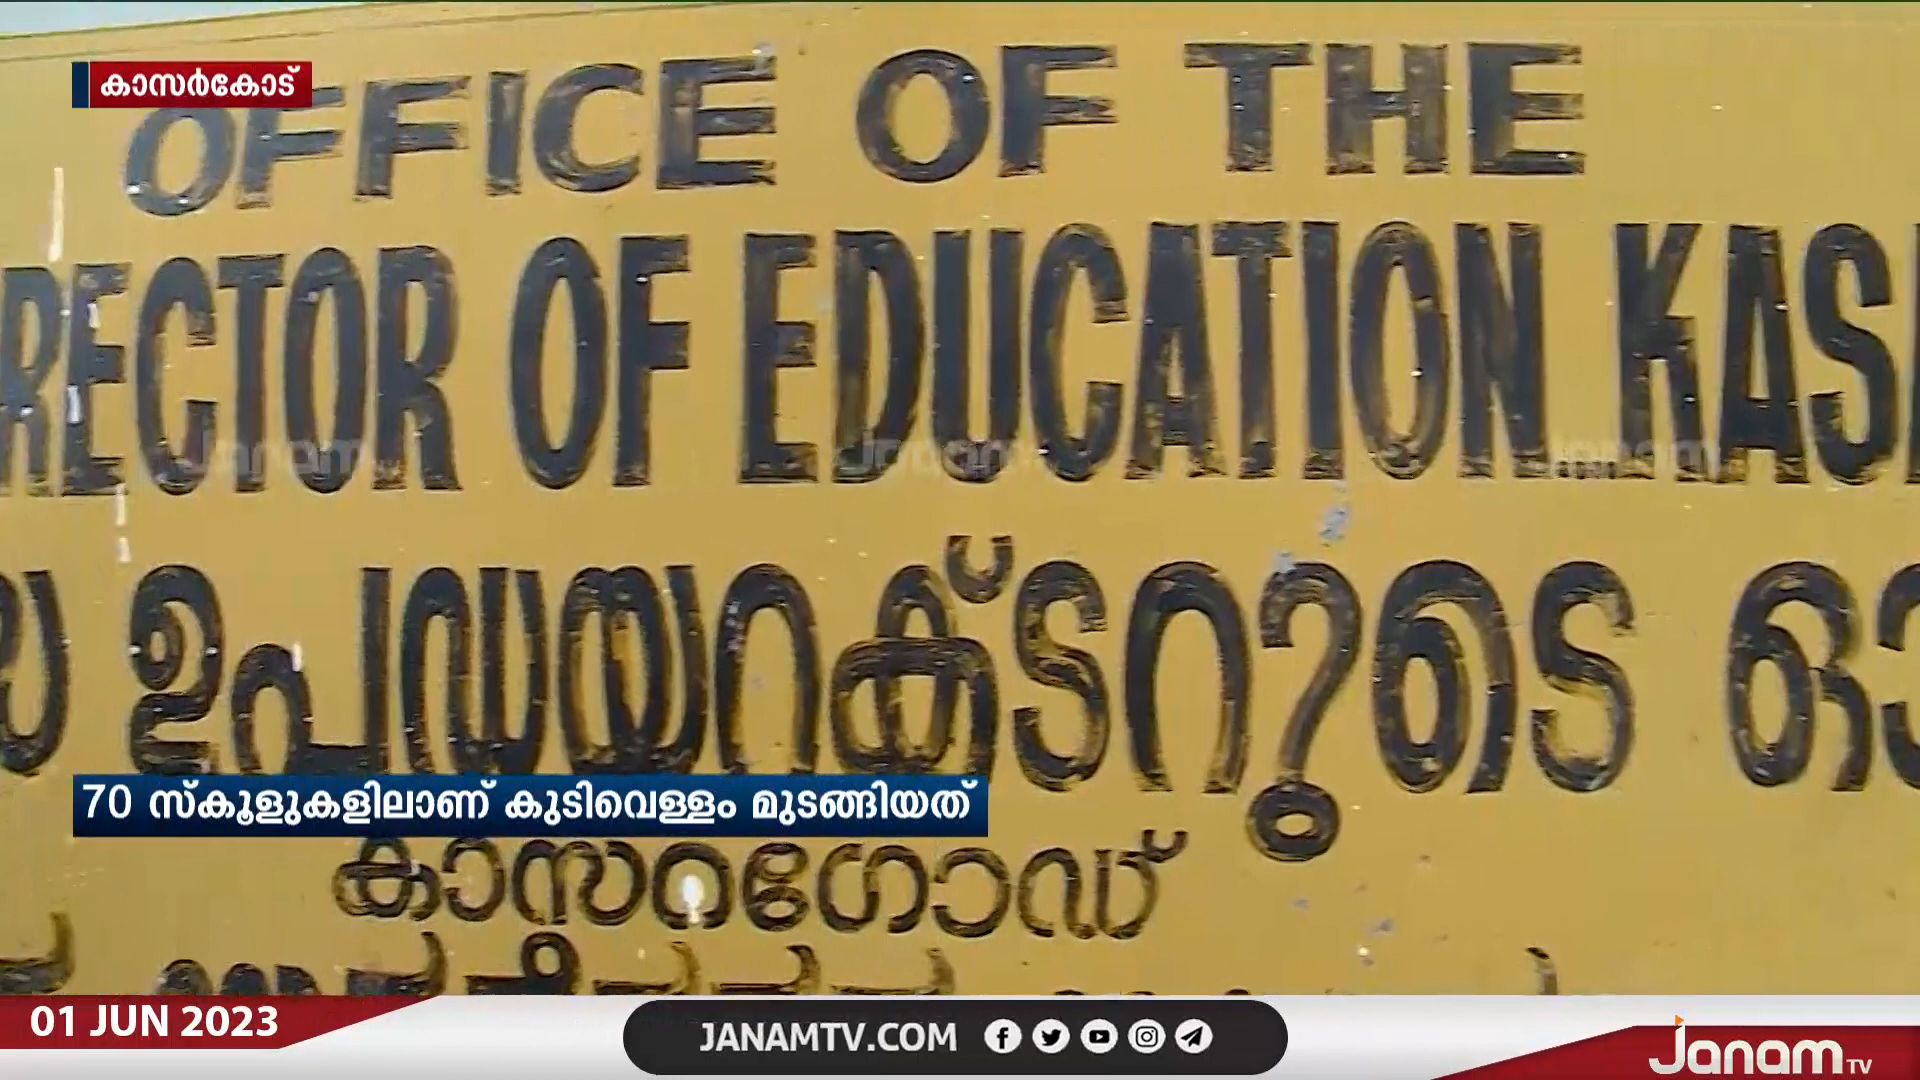 കാസർകോട്
OFFICE OF THE
RECTOR OF EDUCATION KAS
ഉപഡയറക്ടറുടെ
70 സ്കൂളുകളിലാണ് കുടിവെള്ളം മുടങ്ങിയത്
കാസറഗോഡ്
01 JUN 2023
JANAMTV.COM
Janam TV